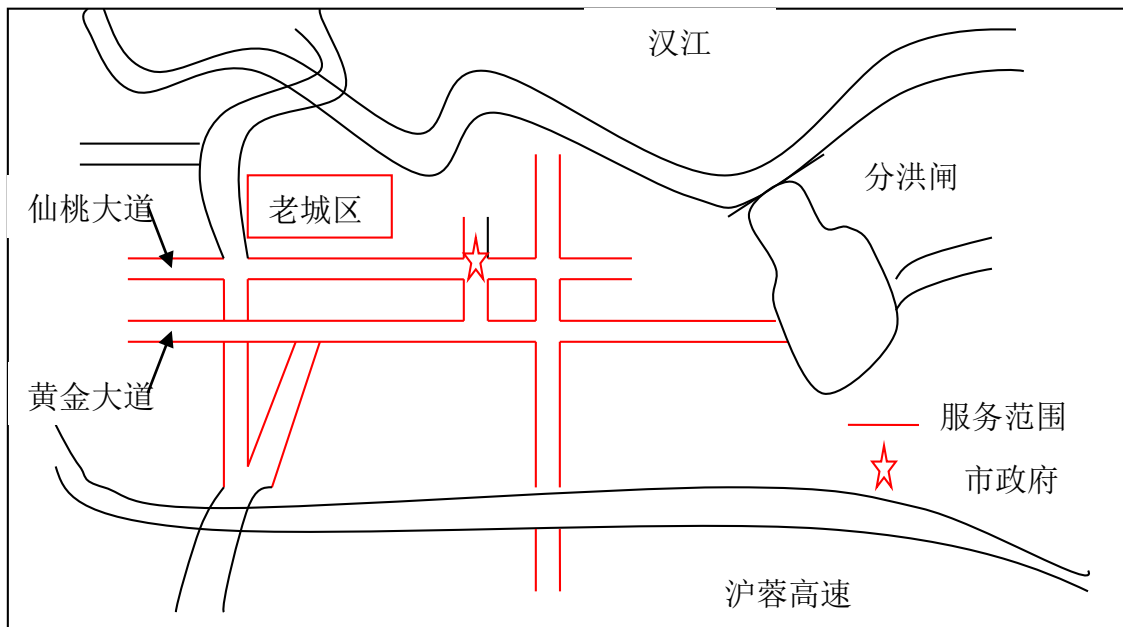 汉江
分洪闸
仙桃大道
老城区
黄金大道
服务范围
市政府
沪蓉高速